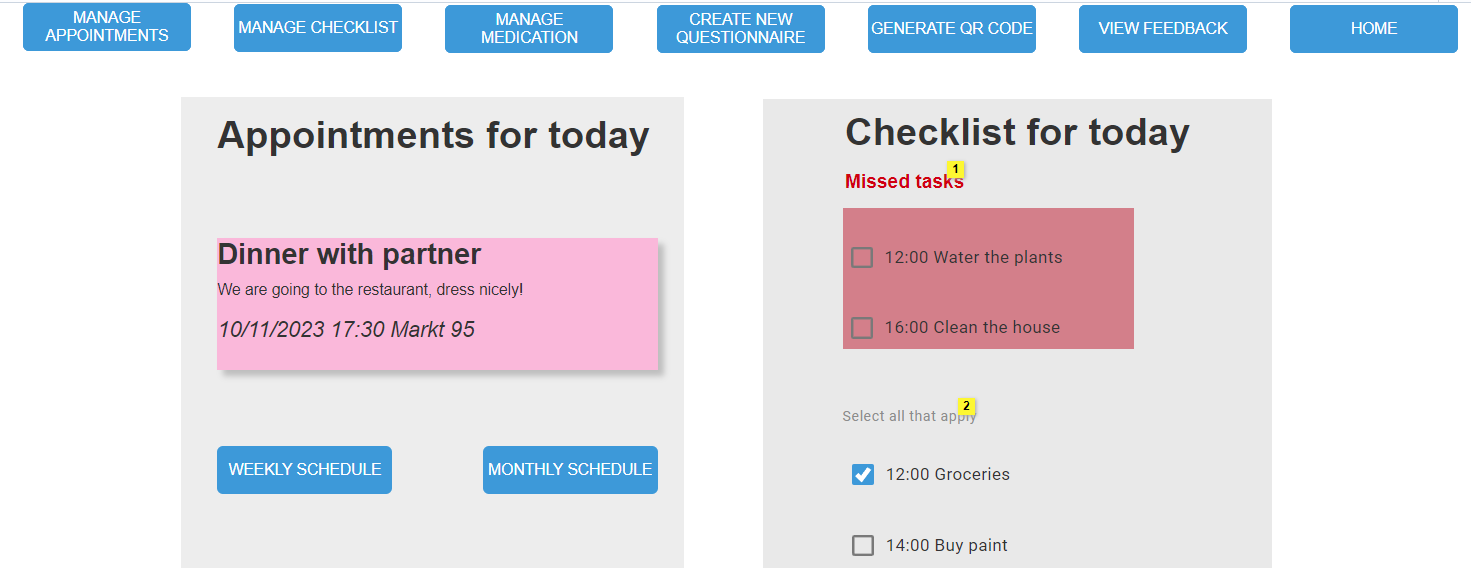 MANAGE
APPOINTMENTS
MANAGE CHECKLIST
MANAGE
MEDICATION
CREATE NEW
QUESTIONNAIRE
GENERATE QR CODE
VIEW FEEDBACK
HOME
Appointments for today
Dinner with partner
We are going to the restaurant, dress nicely!
10/11/2023 17:30 Markt 95
WEEKLY SCHEDULE
MONTHLY SCHEDULE
Checklist for today
1
Missed tasks
12:00 Water the plants
16:00 Clean the house
2
Select all that apply
12:00 Groceries
14:00 Buy paint